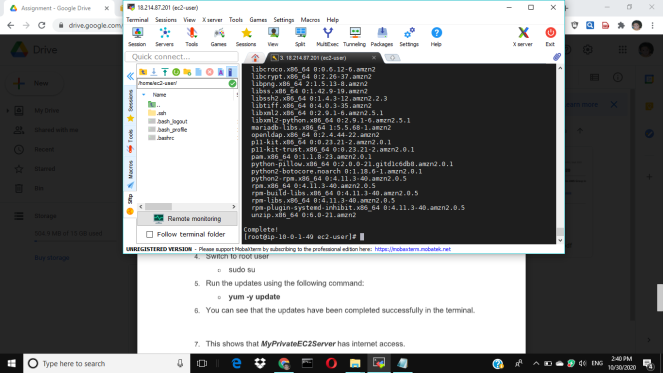 Assignment - Google Drive
drive.google.com/
Drive
3.218.214.87.201 (ec2-user)
Terminal Sessions View X server Tools Games Settings Macros Help
Session Servers Tools Games Sessions View Split MultiExec Tunneling Packages Settings Help X server Exit
Quick connect...
3. 18.214.87.201 (ec2-user)
/home/ec2-user/
Name
..
.ssh
.bash_logout
.bash_profile
.bashrc
Sessions
Tools
Macros
Sftp
Remote monitoring
Follow terminal folder
libcroco.x86_64 0:0.6.12-6.amzn2
libcrypt.x86_64 0:2.26-37.amzn2
libpng.x86_64 2:1.5.13-8.amzn2
libss.x86_64 0:1.42.9-19.amzn2
libssh2.x86_64 0:1.4.3-12.amzn2.2.3
libtiff.x86_64 0:4.0.3-35.amzn2
libxml2.x86_64 0:2.9.1-6.amzn2.5.1
libxml2-python.x86_64 0:2.9.1-6.amzn2.5.1
mariadb-libs.x86_64 1:5.5.68-1.amzn2
openldap.x86_64 0:2.4.44-22.amzn2
p11-kit.x86_64 0:0.23.21-2.amzn2.0.1
p11-kit-trust.x86_64 0:0.23.21-2.amzn2.0.1
pam.x86_64 0:1.1.8-23.amzn2.0.1
python-pillow.x86_64 0:2.0.0-21.gitd1c6db8.amzn2.0.1
python2-botocore.noarch 0:1.18.6-1.amzn2.0.1
python2-rpm.x86_64 0:4.11.3-40.amzn2.0.5
rpm.x86_64 0:4.11.3-40.amzn2.0.5
rpm-build-libs.x86_64 0:4.11.3-40.amzn2.0.5
rpm-libs.x86_64 0:4.11.3-40.amzn2.0.5
rpm-plugin-systemd-inhibit.x86_64 0:4.11.3-40.amzn2.0.5
unzip.x86_64 0:6.0-21.amzn2
Complete!
[root@ip-10-0-1-49 ec2-user]#
UNREGISTERED VERSION - Please support MobaXterm by subscribing to the professional edition here: https://mobaxterm.mobatek.net
Shared with me
Recent
Starred
Bin
Storage
Buy storage
4. Switch to root user
sudo su
5. Run the updates using the following command:
yum -y update
6. You can see that the updates have been completed successfully in the terminal.
7. This shows that MyPrivateEC2Server has internet access.
Type here to search
ENG
2:40 PM
10/30/2020